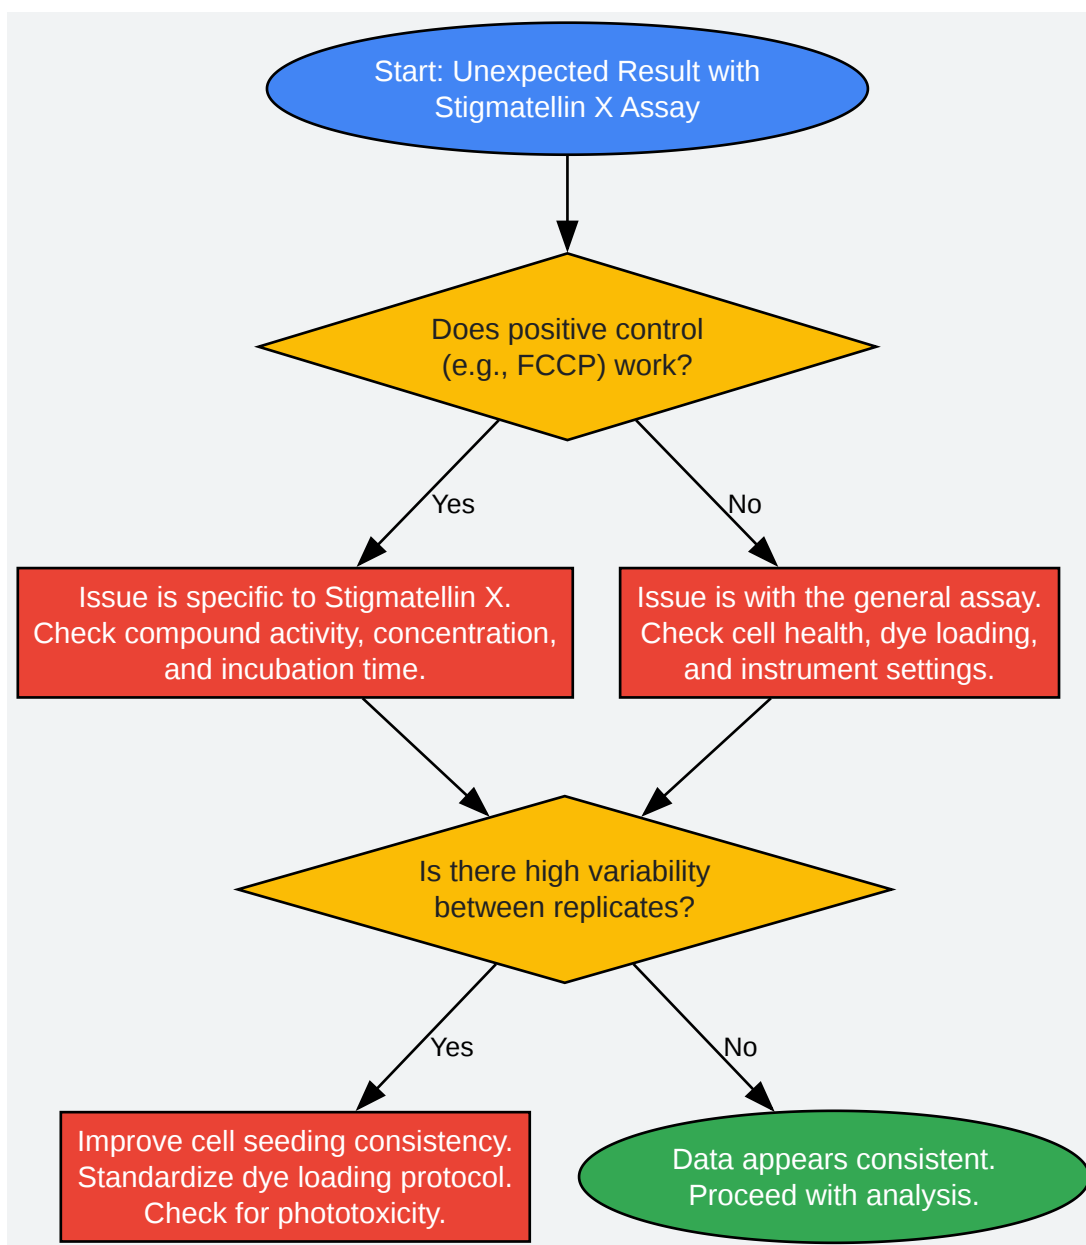 Start: Unexpected Result with
Stigmatellin X Assay
Does positive control
(e.g., FCCP) work?
Yes
No
Issue is specific to Stigmatellin X.
Check compound activity, concentration,
and incubation time.
Issue is with the general assay.
Check cell health, dye loading,
and instrument settings.
Is there high variability
between replicates?
Yes
No
Improve cell seeding consistency.
Standardize dye loading protocol.
Check for phototoxicity.
Data appears consistent.
Proceed with analysis.